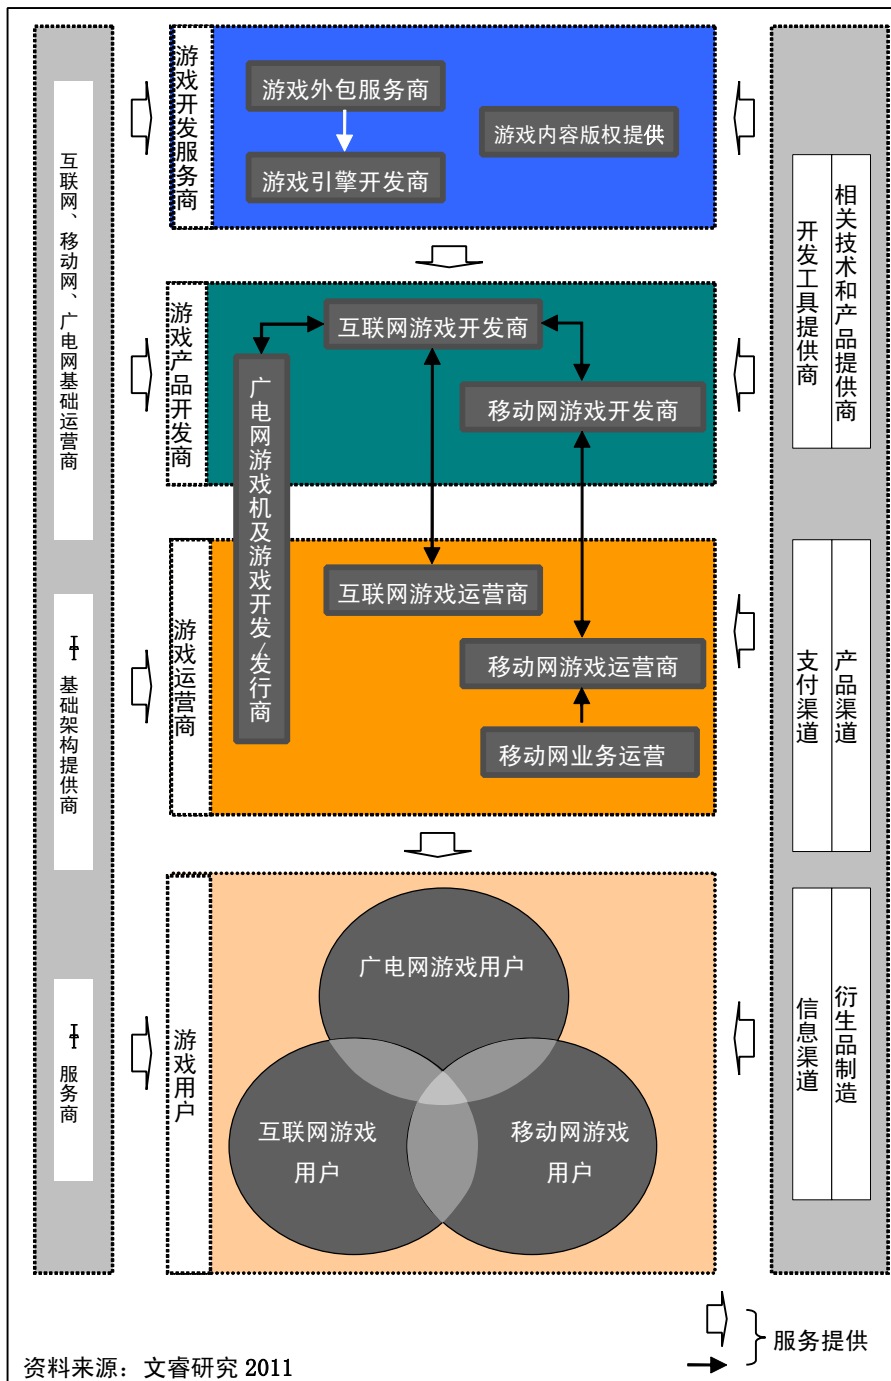 互联网、移动网、广电网基础运营商
IT 基础架构提供商
IT 服务商
游戏开发服务商
游戏外包服务商
游戏内容版权提供
游戏引擎开发商
游戏产品开发商
互联网游戏开发商
移动网游戏开发商
广电网游戏机及游戏开发/发行商
游戏运营商
互联网游戏运营商
移动网游戏运营商
移动网业务运营
游戏用户
广电网游戏用户
互联网游戏
用户
移动网游戏
用户
相关技术和产品提供商
开发工具提供商
产品渠道
支付渠道
衍生品制造
信息渠道
服务提供
资料来源：文睿研究 2011